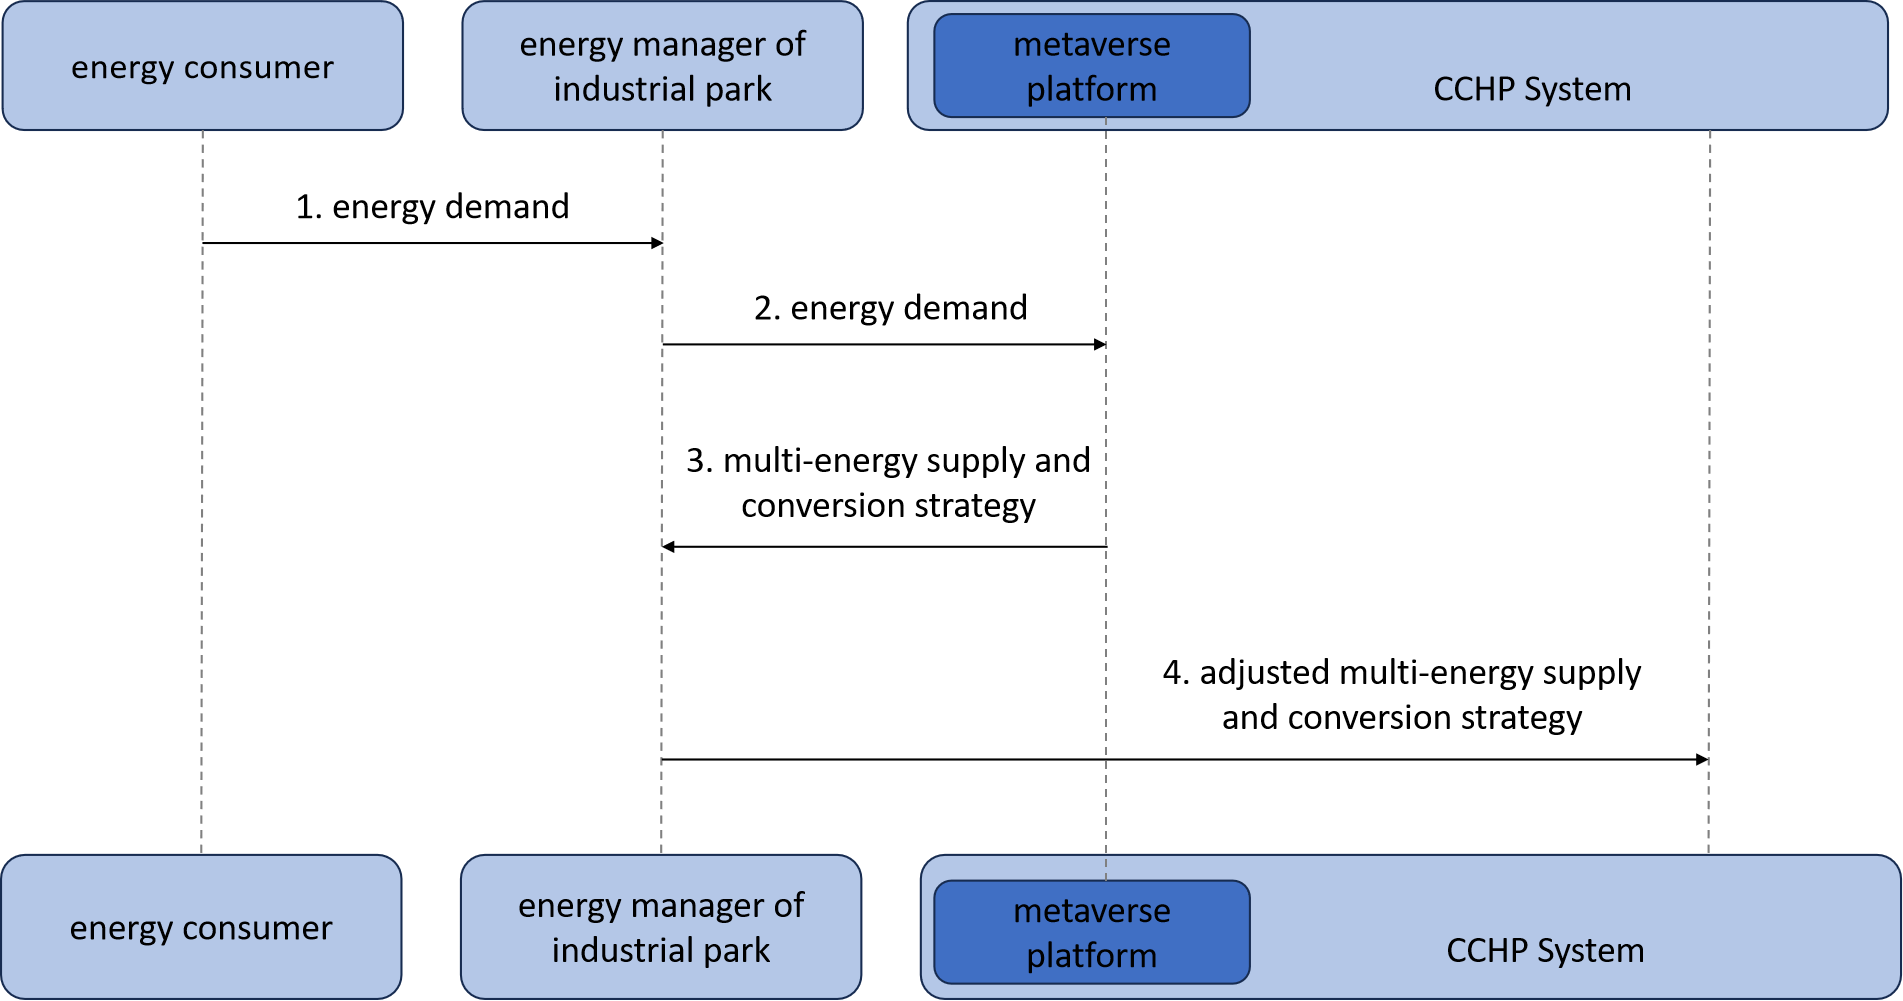 energy consumer
energy manager of
industrial park
metaverse
platform
CCHP System
1. energy demand
2. energy demand
3. multi-energy supply and
conversion strategy
4. adjusted multi-energy supply
and conversion strategy
energy consumer
energy manager of
industrial park
metaverse
platform
CCHP System